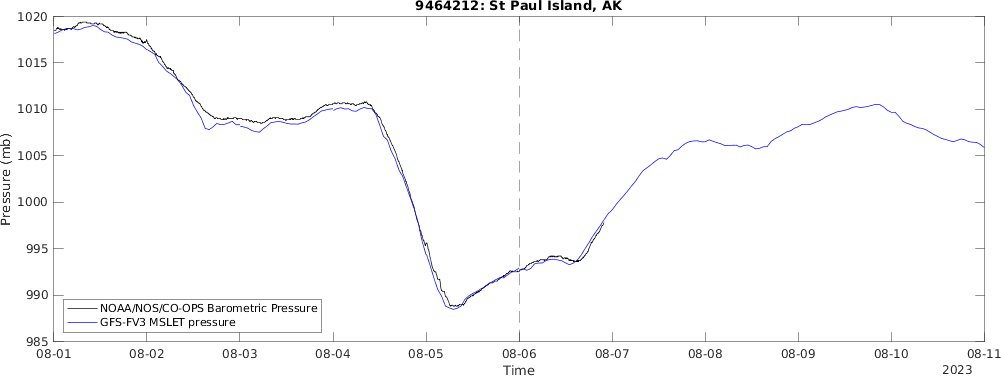 9464212: St Paul Island, AK
1020
1015
1010
1005
1000
995
990
985
Pressure (mb)
NOAA/NOS/CO-OPS Barometric Pressure
GFS-FV3 MSLET pressure
08-01 08-02 08-03 08-04 08-05 08-06 08-07 08-08 08-09 08-10 08-11
Time
2023